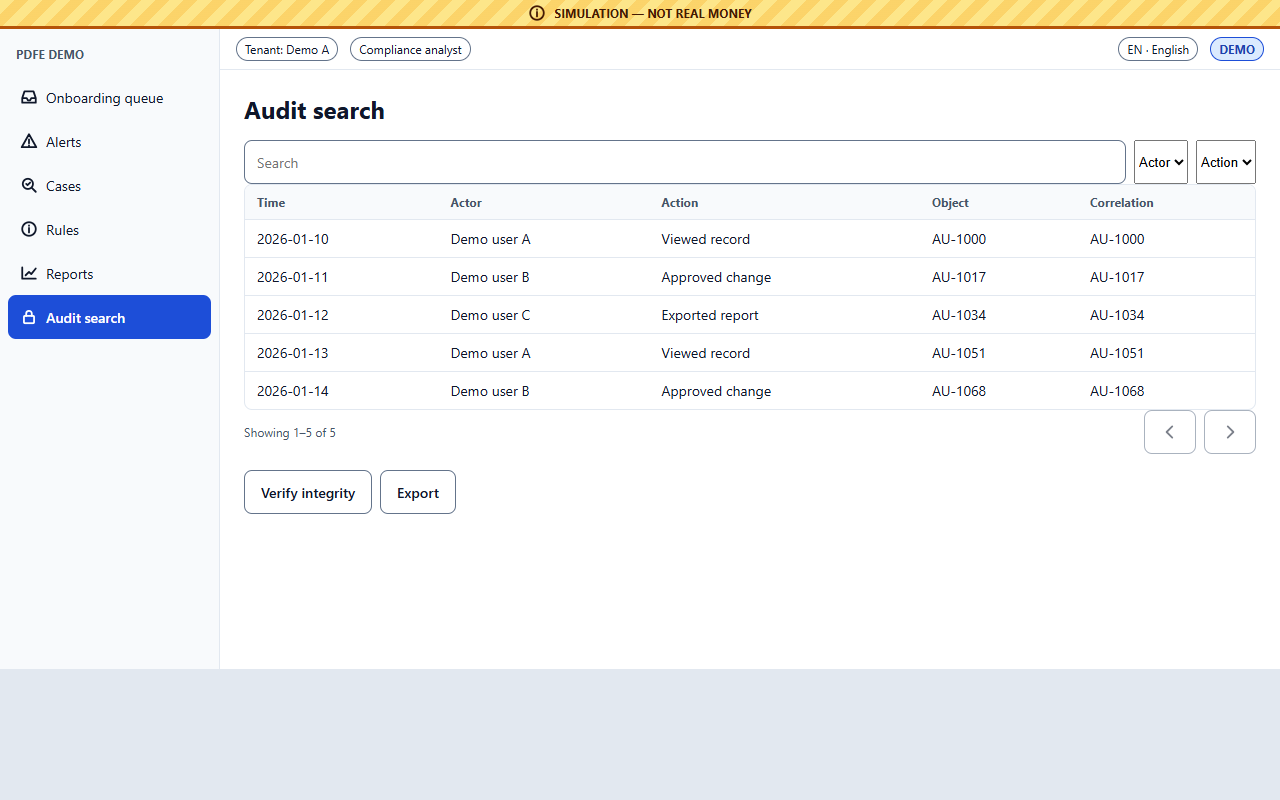 SIMULATION — NOT REAL MONEY
PDFE DEMO
Tenant: Demo A
Compliance analyst
EN · English
DEMO
Onboarding queue
Alerts
Cases
Rules
Reports
Audit search
Audit search
Search
Actor
Action
Time Actor Action Object Correlation
2026-01-10 Demo user A Viewed record AU-1000 AU-1000
2026-01-11 Demo user B Approved change AU-1017 AU-1017
2026-01-12 Demo user C Exported report AU-1034 AU-1034
2026-01-13 Demo user A Viewed record AU-1051 AU-1051
2026-01-14 Demo user B Approved change AU-1068 AU-1068
Showing 1–5 of 5
Verify integrity
Export